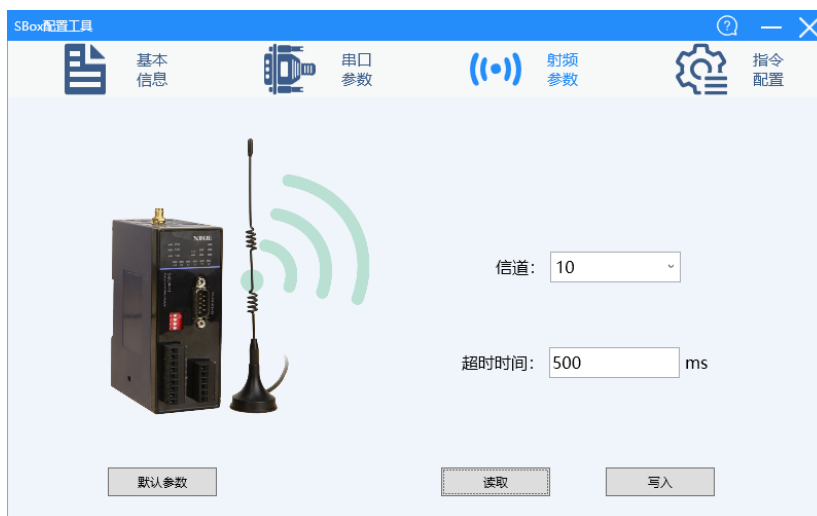 SBox配置工具
基本
信息
串口
参数
射频
参数
指令
配置
信道： 10
超时时间： 500 ms
默认参数
读取
写入